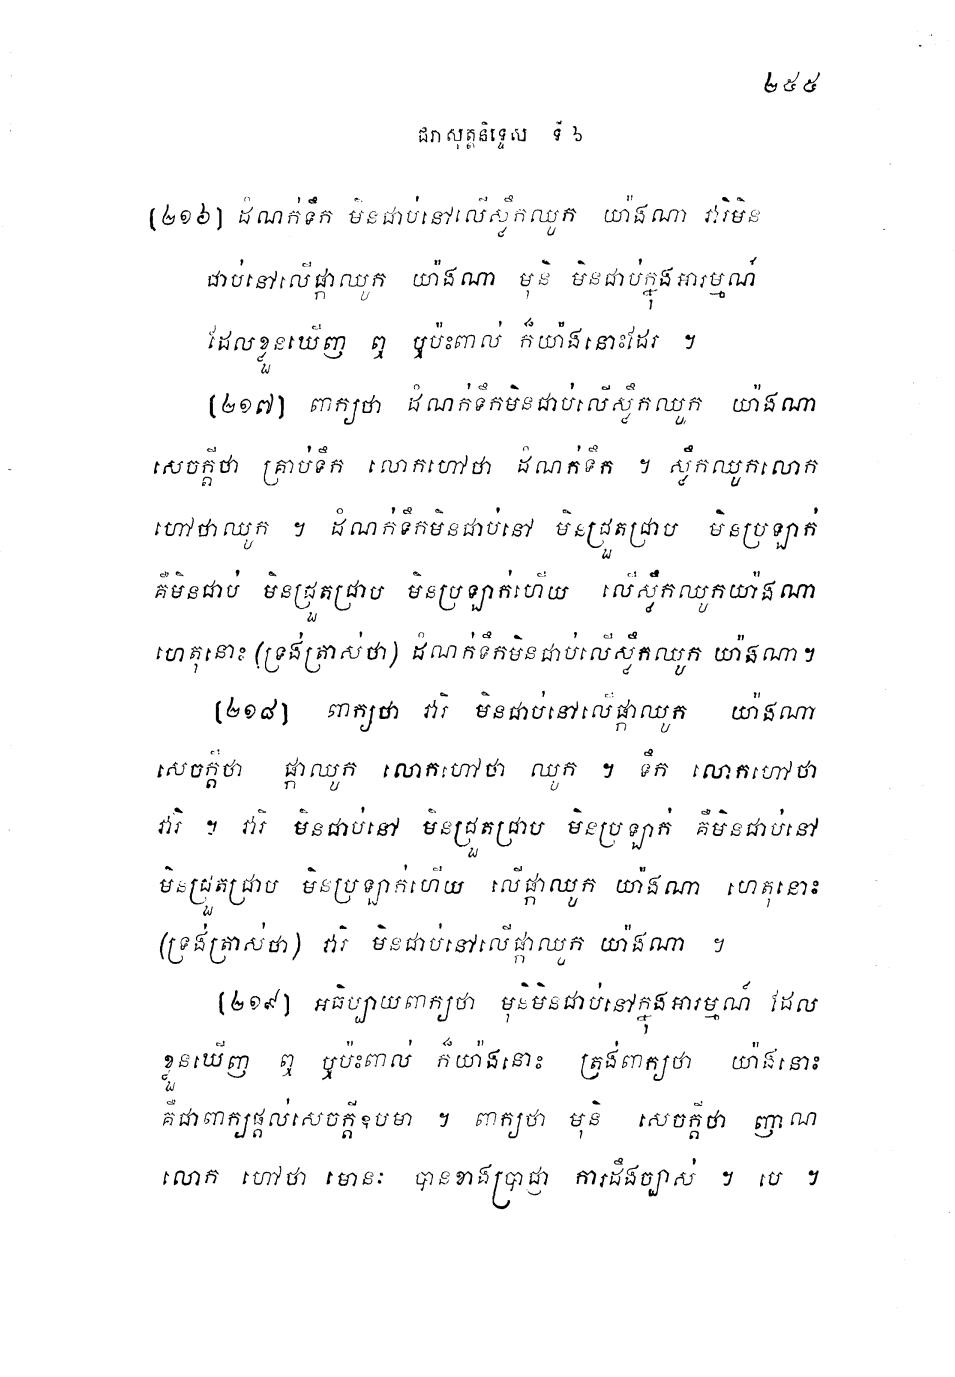 ២៥៥
ជរាសុត្តនិទ្ទេស ទី ៦
[២១៦] ដំណក់ទឹក មិនជាប់នៅលើស្លឹកឈូក យ៉ាងណា វារិមិន
ជាប់នៅលើផ្កាឈូក យ៉ាងណា មុនិ មិនជាប់ក្នុងអារម្មណ៍
ដែលខ្លួនឃើញ ឮ ឬប៉ះពាល់ ក៏យ៉ាងនោះដែរ ។
[២១៧] ពាក្យថា ដំណក់ទឹកមិនជាប់លើស្លឹកឈូក យ៉ាងណា
សេចក្តីថា គ្រាប់ទឹក លោកហៅថា ដំណក់ទឹក ។ ស្លឹកឈូកលោក
ហៅថាឈូក ។ ដំណក់ទឹកមិនជាប់នៅ មិនជ្រួតជ្រាប មិនប្រឡាក់
គឺមិនជាប់ មិនជ្រួតជ្រាប មិនប្រឡាក់ហើយ លើស្លឹកឈូកយ៉ាងណា
ហេតុនោះ (ទ្រង់ត្រាស់ថា) ដំណក់ទឹកមិនជាប់លើស្លឹកឈូក យ៉ាងណា។
[២១៨] ពាក្យថា វារិ មិនជាប់នៅលើផ្កាឈូក យ៉ាងណា
សេចក្តីថា ផ្កាឈូក លោកហៅថា ឈូក ។ ទឹក លោកហៅថា
វារិ ។ វារិ មិនជាប់នៅ មិនជ្រួតជ្រាប មិនប្រឡាក់ គឺមិនជាប់នៅ
មិនជ្រួតជ្រាប មិនប្រឡាក់ហើយ លើផ្កាឈូក យ៉ាងណា ហេតុនោះ
(ទ្រង់ត្រាស់ថា) វារិ មិនជាប់នៅលើផ្កាឈូក យ៉ាងណា ។
[២១៩] អធិប្បាយពាក្យថា មុនិមិនជាប់នៅក្នុងអារម្មណ៍ ដែល
ខ្លួនឃើញ ឮ ឬប៉ះពាល់ ក៏យ៉ាងនោះ ត្រង់ពាក្យថា យ៉ាងនោះ
គឺជាពាក្យផ្តល់សេចក្តីឧបមា ។ ពាក្យថា មុនិ សេចក្តីថា ញាណ
លោក ហៅថា មោនៈ បានខាងប្រាជ្ញា ការដឹងច្បាស់ ។ បេ ។